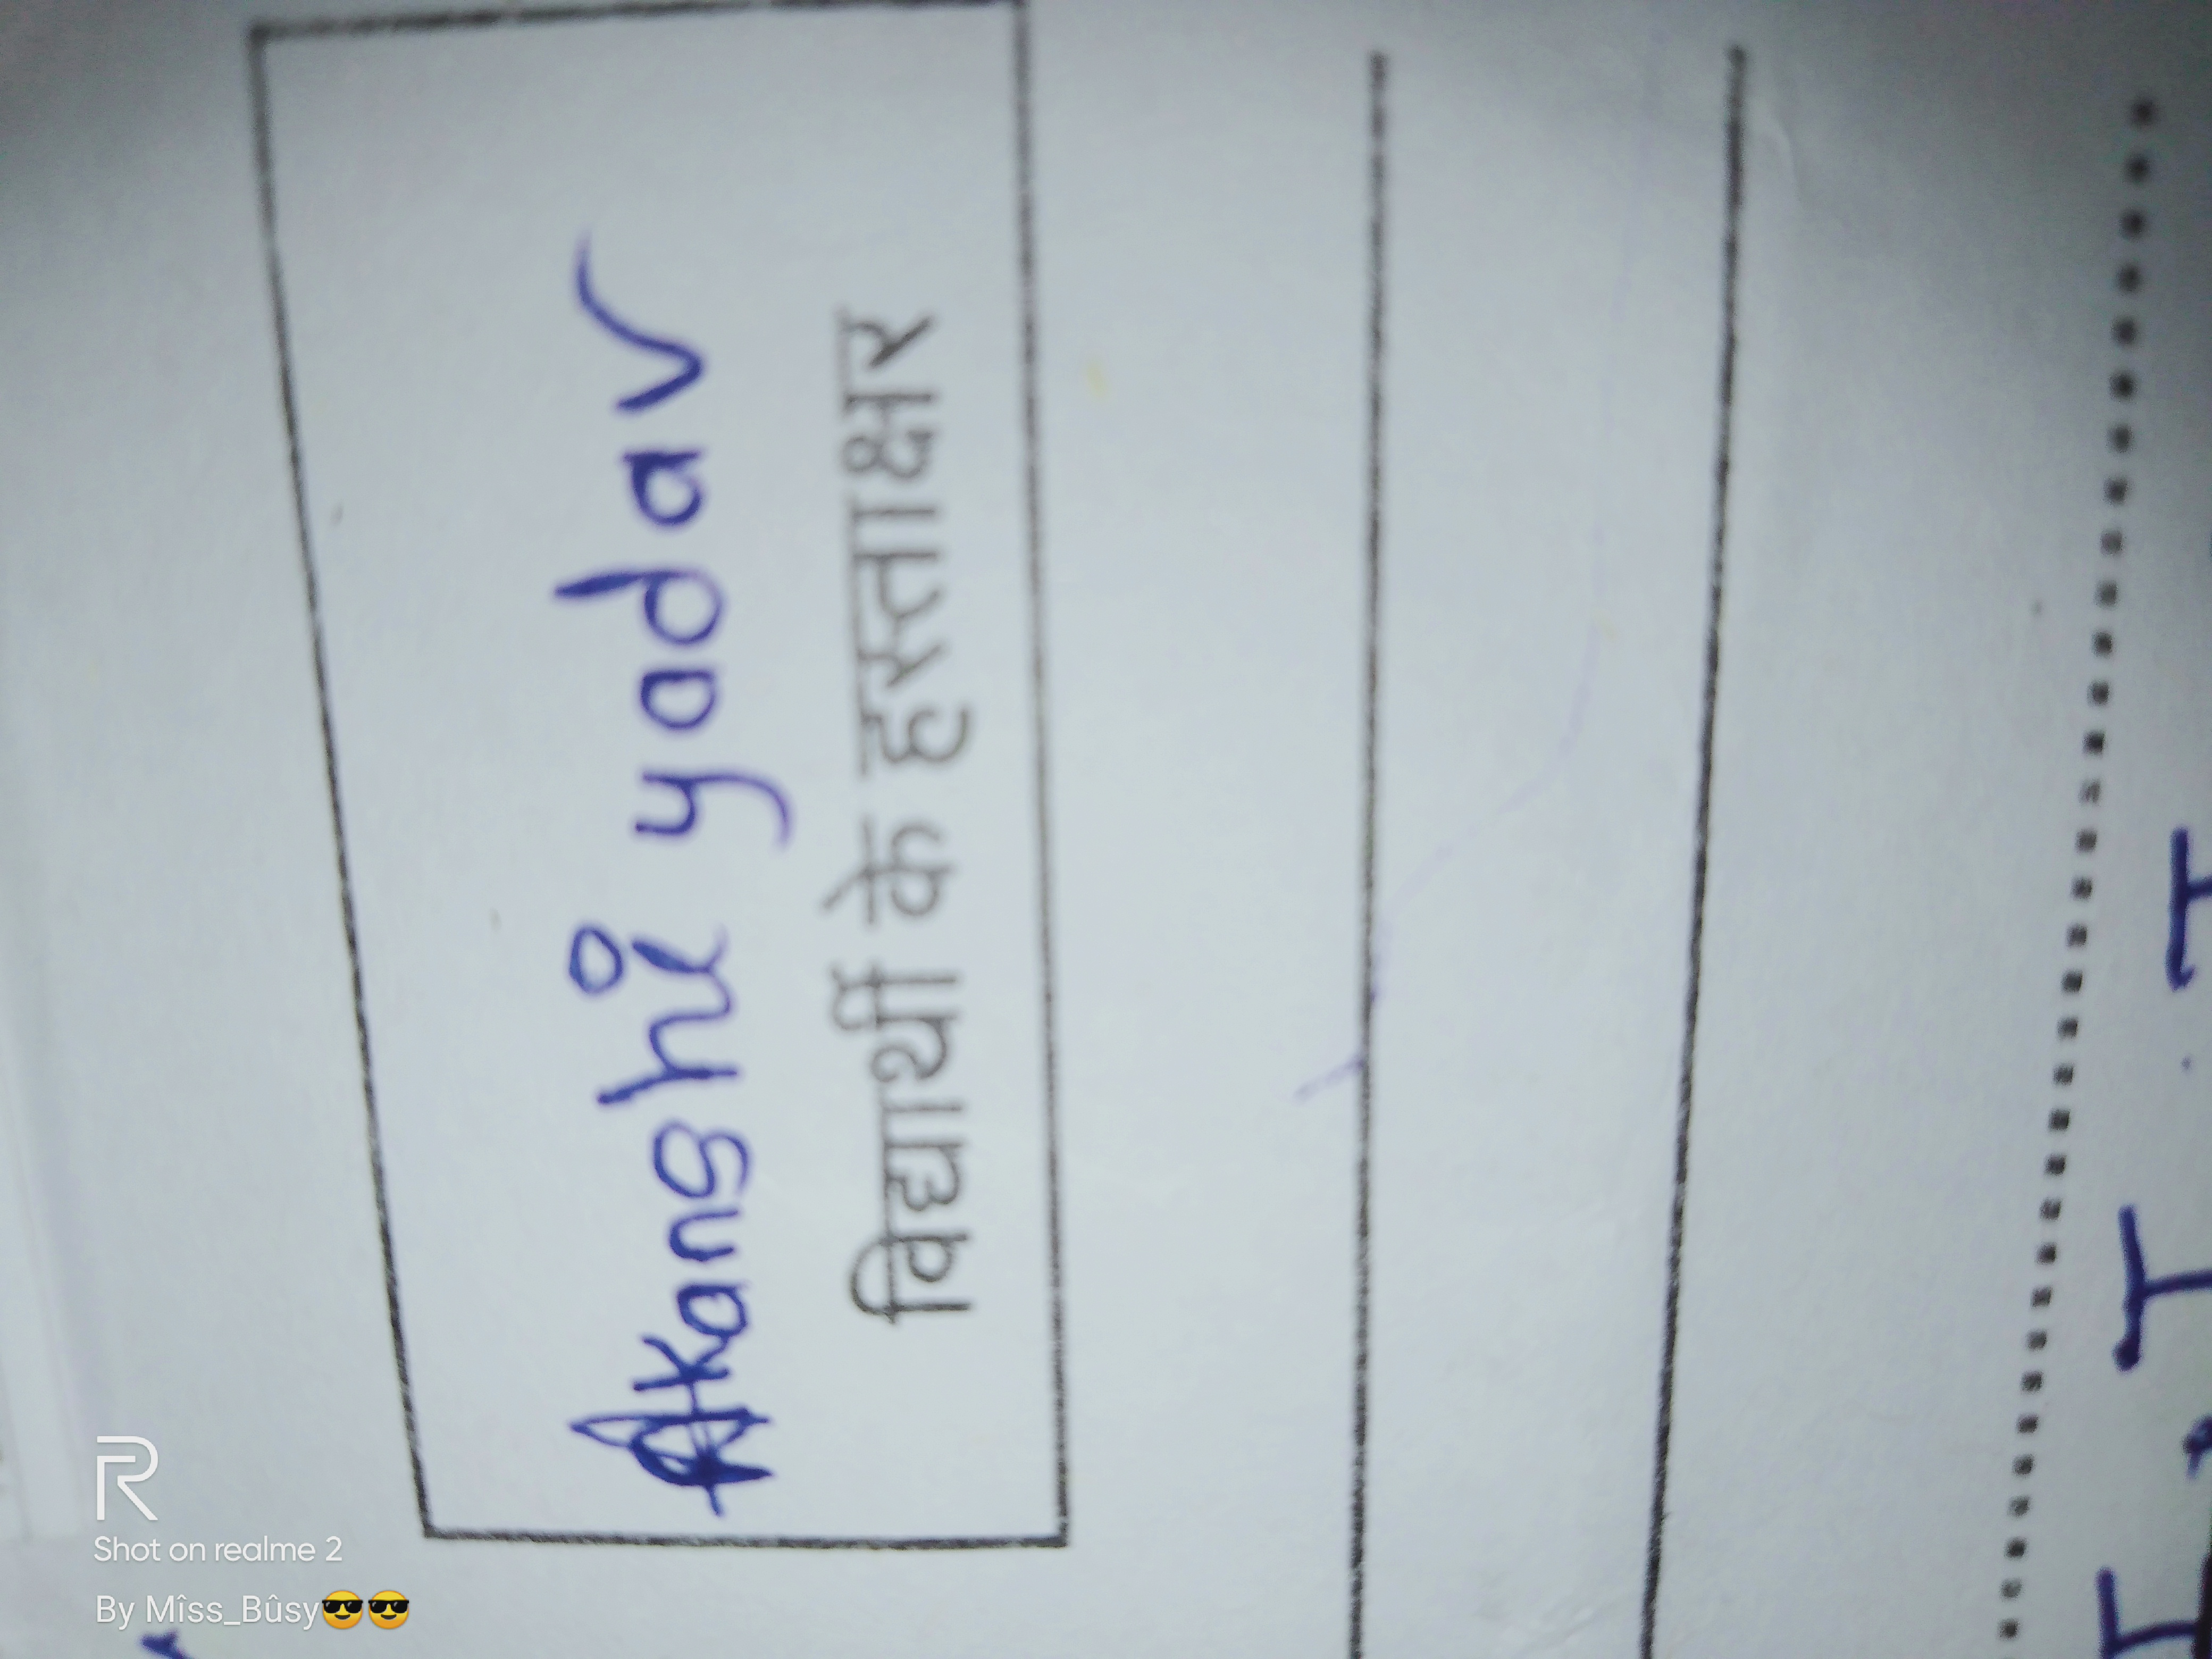 Akanshi yadav
विद्यार्थी के हस्ताक्षर
Shot on realme 2
By Mîss_Bûsy😎😎